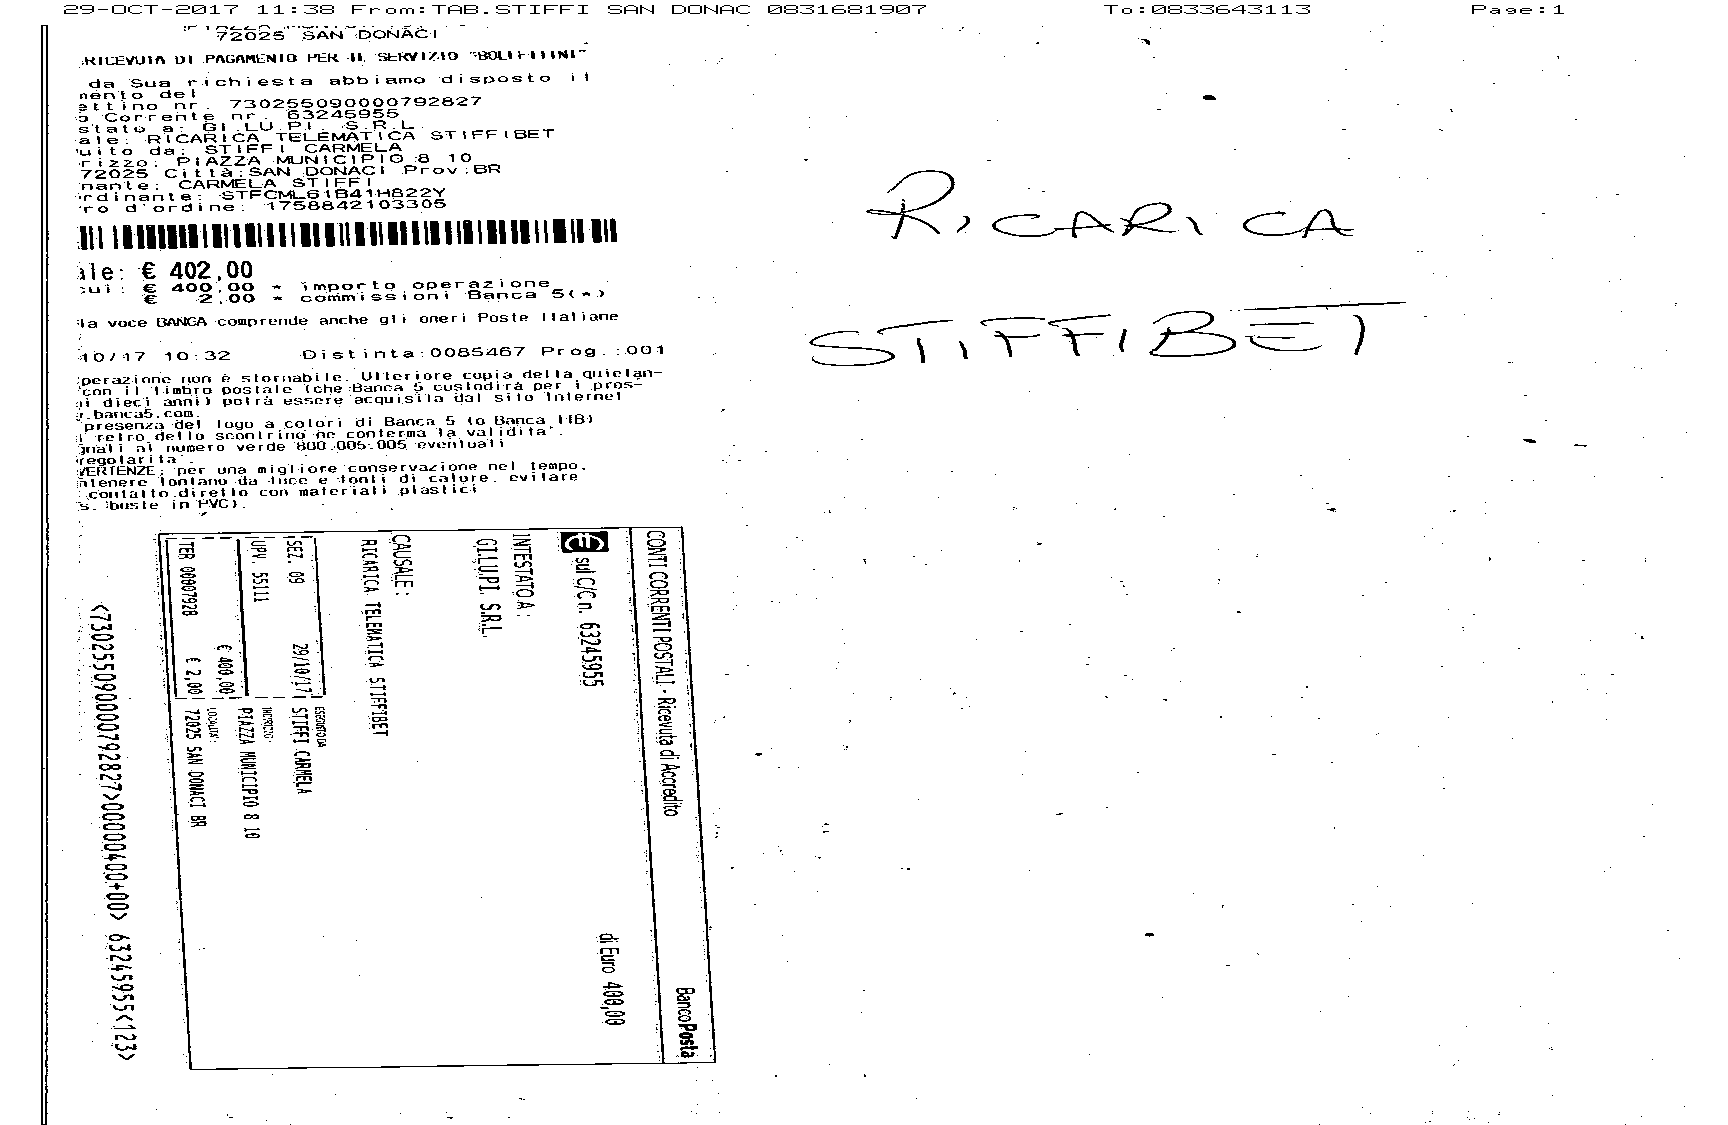 29-OCT-2017 11:38 From:TAB.STIFFI SAN DONAC 0831681907 To:0833643113 Page:1
72025 SAN DONACI
RICEVUTA DI PAGAMENTO PER IL SERVIZIO "BOLLETTINI"
da Sua richiesta abbiamo disposto il
mento del
ettino nr. 730255090000792827
o Corrente nr. 63245955
stato a: GI.LU.PI. S.R.L.
ale: RICARICA TELEMATICA STIFFIBET
uito da: STIFFI CARMELA
rizzo: PIAZZA MUNICIPIO 8 10
72025 Città:SAN DONACI Prov:BR
nante: CARMELA STIFFI
rdinante: STFCML61B41H822Y
ro d'ordine: 1758842103305
ale: € 402,00
cui: € 400,00 * importo operazione
€ 2,00 * commissioni Banca 5(*)
la voce BANCA comprende anche gli oneri Poste Italiane
10/17 10:32 Distinta:0085467 Prog.:001
perazione non è stornabile. Ulteriore copia della quietan-
con il timbro postale (che Banca 5 custodirà per i pros-
i dieci anni) potrà essere acquisita dal sito Internet
.banca5.com.
presenza del logo a colori di Banca 5 (o Banca ITB)
l retro dello scontrino ne conferma la validita'.
gnali al numero verde 800.005.005 eventuali
regolarita'.
VERTENZE: per una migliore conservazione nel tempo,
ntenere lontano da luce e fonti di calore, evitare
contatto diretto con materiali plastici
s. buste in PVC).
RICARICA
STIFFIBET
CONTI CORRENTI POSTALI - Ricevuta di Accredito BancoPosta
€ sul C/C n. 63245955 di Euro 400,00
INTESTATO A:
GI.LU.PI. S.R.L.
CAUSALE:
RICARICA TELEMATICA STIFFIBET
SEZ. 09 29/10/17
UPV. 55111
€ 400,00
TER 00007928 € 2,00
ESEGUITO DA
STIFFI CARMELA
INDIRIZZO:
PIAZZA MUNICIPIO 8 10
LOCALITA':
72025 SAN DONACI BR
<730255090000792827>00000400+00> 63245955<123>